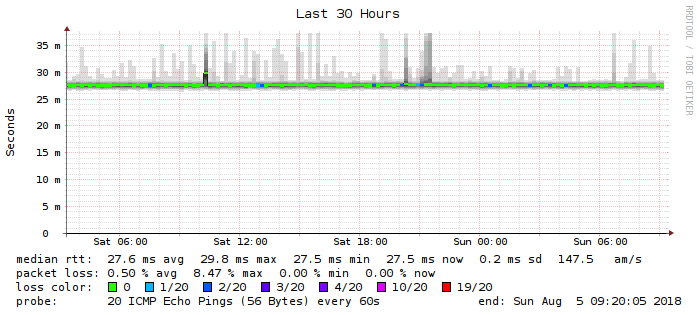 Last 30 Hours
RRDTOOL / TOBI OETIKER
Seconds
35 m
30 m
25 m
20 m
15 m
10 m
5 m
0
Sat 06:00 Sat 12:00 Sat 18:00 Sun 00:00 Sun 06:00
median rtt: 27.6 ms avg 29.8 ms max 27.5 ms min 27.5 ms now 0.2 ms sd 147.5 am/s
packet loss: 0.50 % avg 8.47 % max 0.00 % min 0.00 % now
loss color: 0 1/20 2/20 3/20 4/20 10/20 19/20
probe: 20 ICMP Echo Pings (56 Bytes) every 60s end: Sun Aug 5 09:20:05 2018